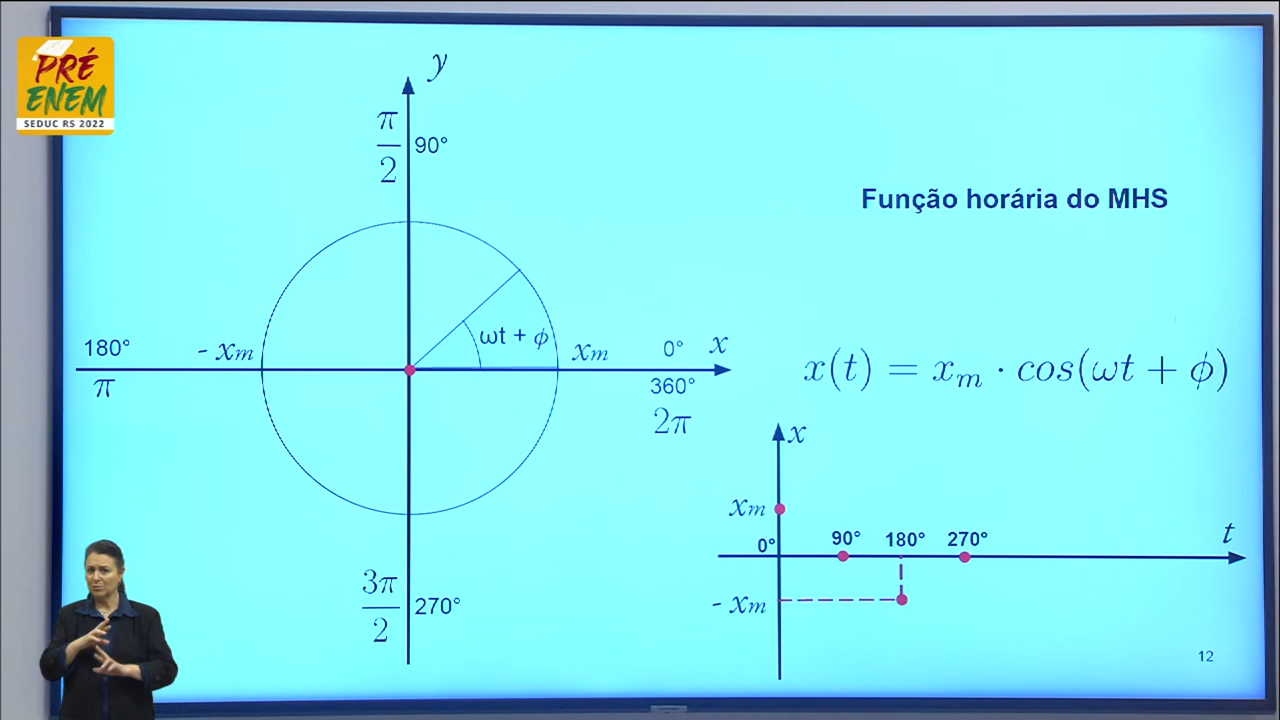 PRÉ
ENEM
SEDUC RS 2022
y
π/2 90°
Função horária do MHS
ωt + ϕ
180° - xm xm 0° x
π 360°
2π
x(t) = xm · cos(ωt + ϕ)
x
xm
0° 90° 180° 270° t
- xm
3π/2 270°
12